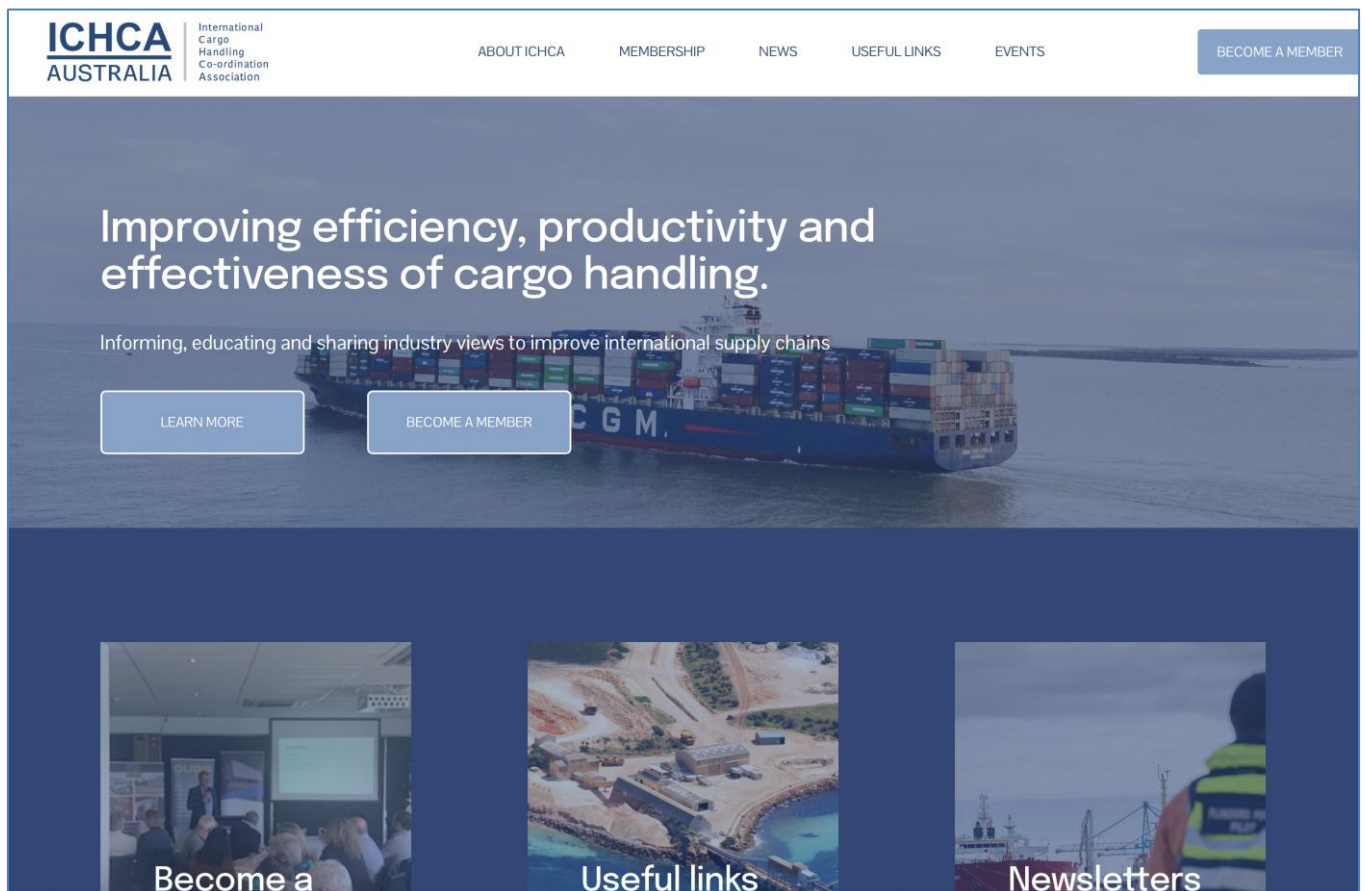 ICHCA
AUSTRALIA
International
Cargo
Handling
Co-ordination
Association
ABOUT ICHCA
MEMBERSHIP
NEWS
USEFUL LINKS
EVENTS
BECOME A MEMBER
Improving efficiency, productivity and
effectiveness of cargo handling.
Informing, educating and sharing industry views to improve international supply chains
LEARN MORE
BECOME A MEMBER
C G M.
Become a
Useful links
Newsletters